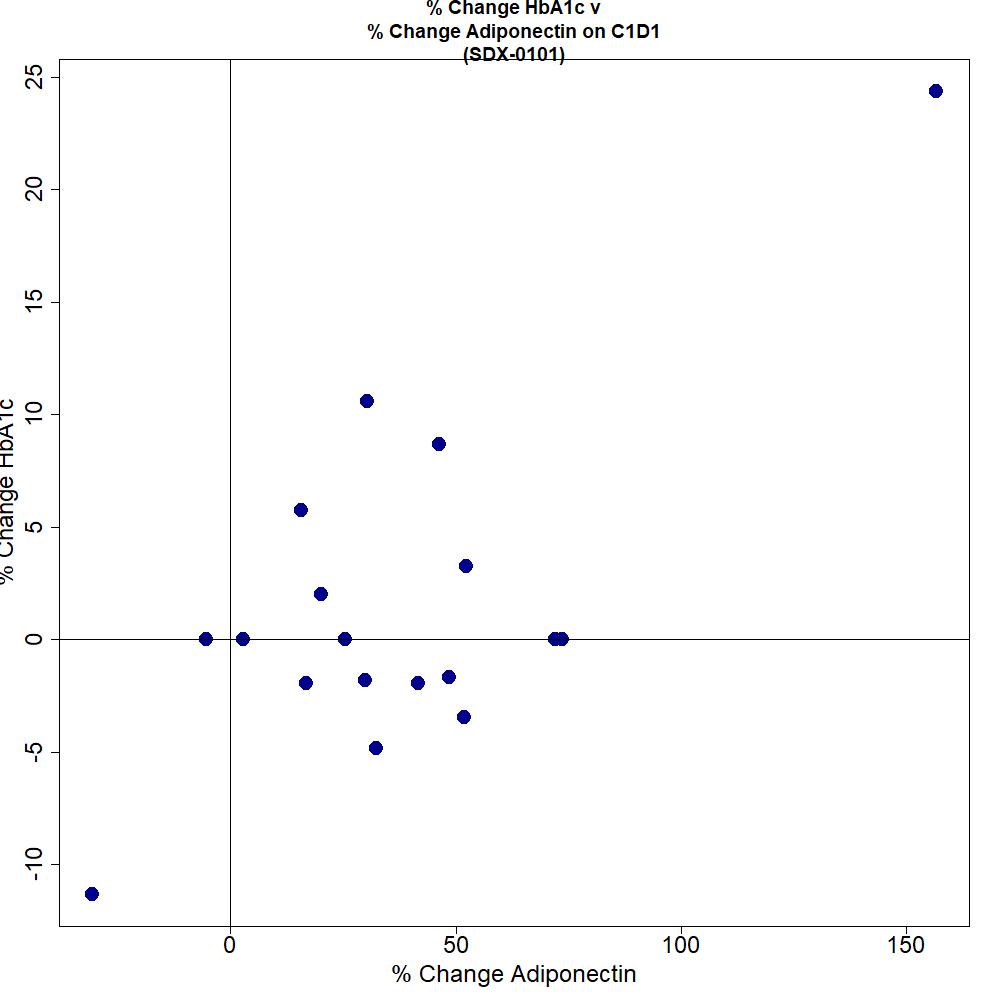 % Change HbA1c v
% Change Adiponectin on C1D1
(SDX-0101)
25
20
15
10
5
0
-5
-10
% Change HbA1c
0 50 100 150
% Change Adiponectin